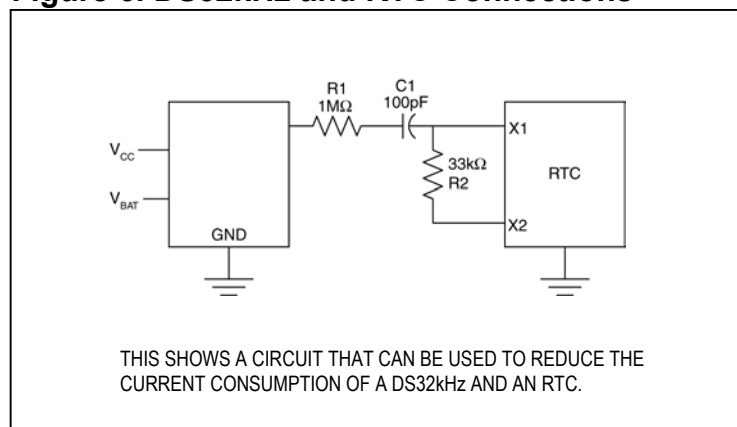 Figure DS32kHz and RTC Connections
R1
1MΩ
C1
100pF
X1
V_CC
33kΩ
R2
RTC
V_BAT
X2
GND
THIS SHOWS A CIRCUIT THAT CAN BE USED TO REDUCE THE
CURRENT CONSUMPTION OF A DS32kHz AND AN RTC.